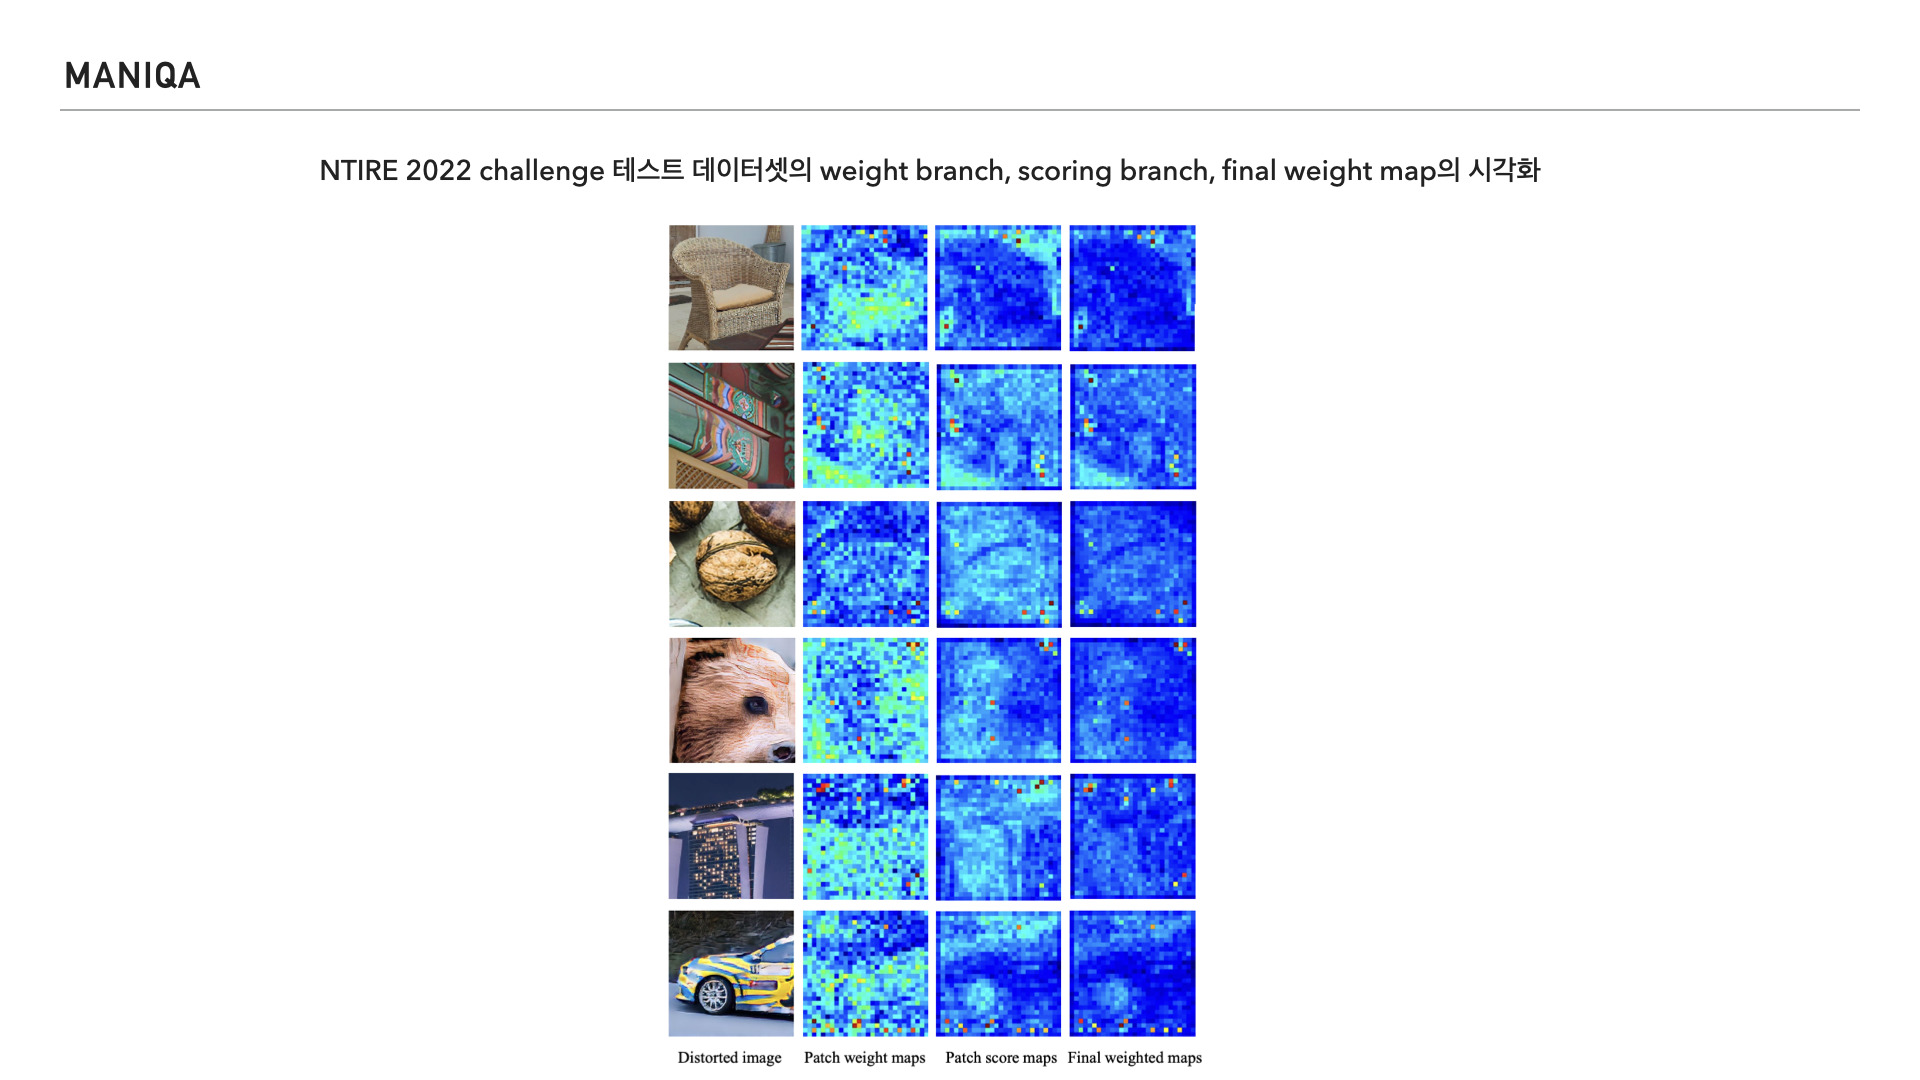 MANIQA
NTIRE 2022 challenge 테스트 데이터셋의 weight branch, scoring branch, final weight map의 시각화
Distorted image Patch weight maps Patch score maps Final weighted maps